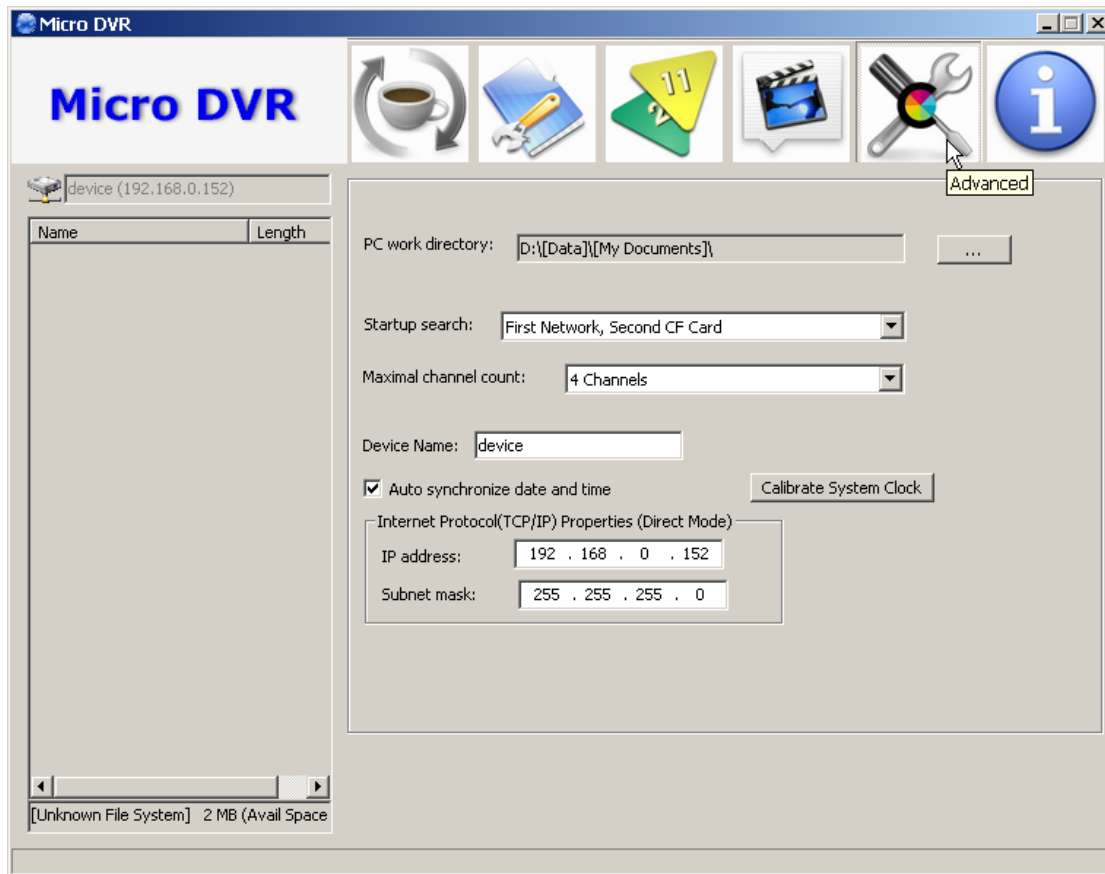 Micro DVR
Micro DVR
11
2
Advanced
device (192.168.0.152)
Name Length
PC work directory: D:\[Data]\[My Documents]\ ...
Startup search: First Network, Second CF Card
Maximal channel count: 4 Channels
Device Name: device
Auto synchronize date and time Calibrate System Clock
Internet Protocol(TCP/IP) Properties (Direct Mode)
IP address: 192 . 168 . 0 . 152
Subnet mask: 255 . 255 . 255 . 0
[Unknown File System] 2 MB (Avail Space